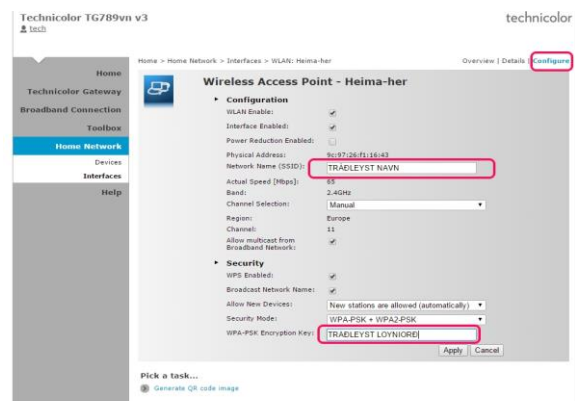 Technicolor TG789vn v3
tech
technicolor
Home > Home Network > Interfaces > WLAN: Heima-her
Overview | Details | Configure
Home
Technicolor Gateway
Broadband Connection
Toolbox
Home Network
Devices
Interfaces
Help
Wireless Access Point - Heima-her
Configuration
WLAN Enable:
Interface Enabled:
Power Reduction Enabled:
Physical Address: 9c:97:26:f1:16:43
Network Name (SSID): TRÁÐLEYST NAVN
Actual Speed [Mbps]: 65
Band: 2.4GHz
Channel Selection: Manual
Region: Europe
Channel: 11
Allow multicast from
Broadband Network:
Security
WPS Enabled:
Broadcast Network Name:
Allow New Devices: New stations are allowed (automatically)
Security Mode: WPA-PSK + WPA2-PSK
WPA-PSK Encryption Key: TRAÐLEYST LOYNIORÐ
Apply Cancel
Pick a task...
Generate QR code image